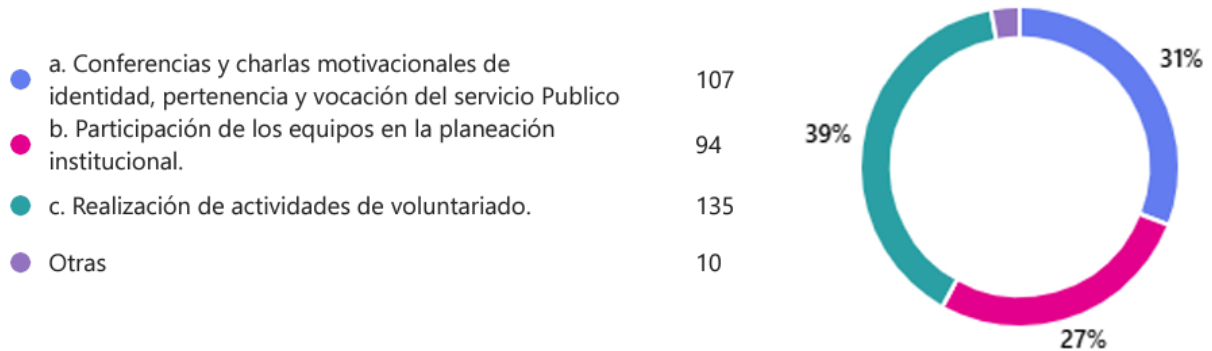 a. Conferencias y charlas motivacionales de
identidad, pertenencia y vocación del servicio Publico
107
b. Participación de los equipos en la planeación
institucional.
94
c. Realización de actividades de voluntariado.
135
Otras
10
31%
39%
27%